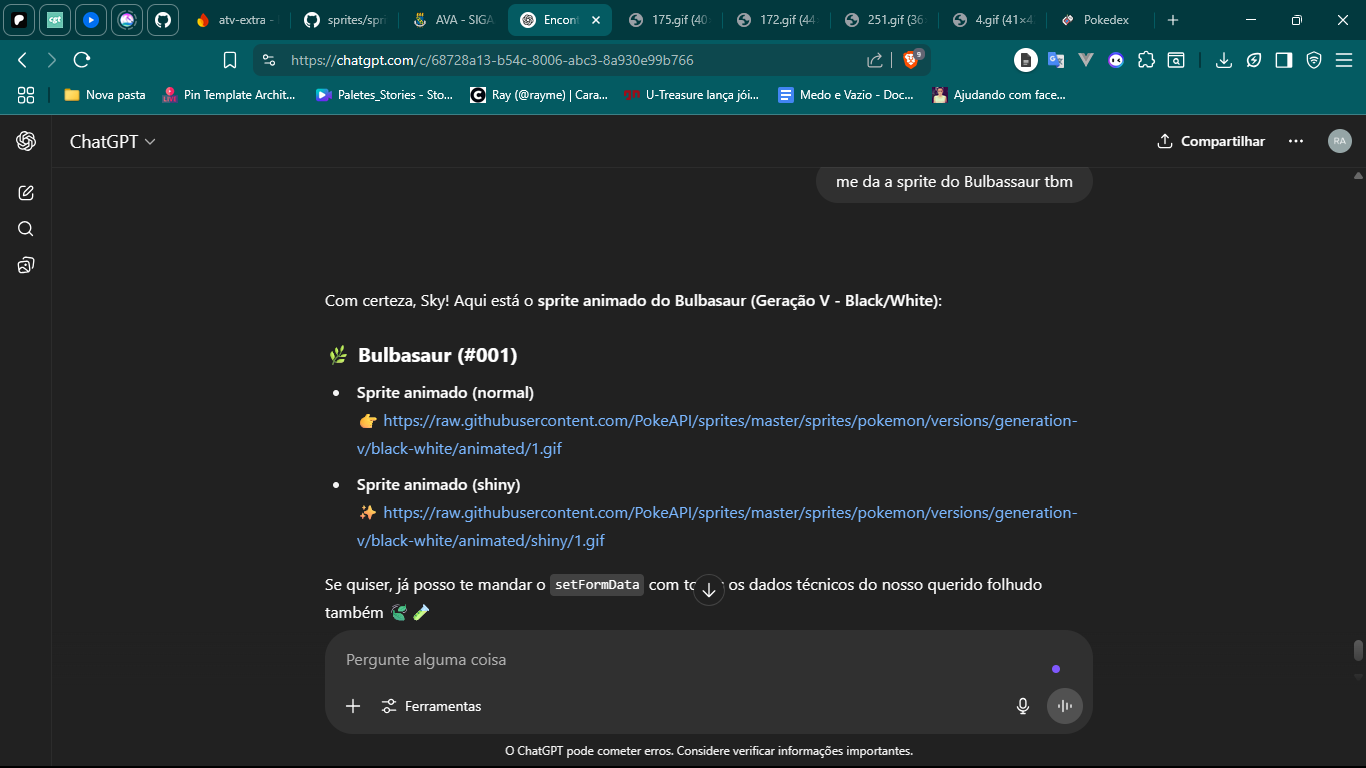 cgt
atv-extra -
sprites/spri
AVA - SIGA
Encont
175.gif (40
172.gif (44
251.gif (36
4.gif (41×4
Pokedex
https://chatgpt.com/c/68728a13-b54c-8006-abc3-8a930e99b766
9
Nova pasta
Pin Template Archit...
Paletes_Stories - Sto...
Ray (@rayme) | Cara...
U-Treasure lança jói...
Medo e Vazio - Doc...
Ajudando com face...
ChatGPT
Compartilhar
RA
me da a sprite do Bulbassaur tbm
Com certeza, Sky! Aqui está o sprite animado do Bulbasaur (Geração V - Black/White):
Bulbasaur (#001)
Sprite animado (normal)
https://raw.githubusercontent.com/PokeAPI/sprites/master/sprites/pokemon/versions/generation-
v/black-white/animated/1.gif
Sprite animado (shiny)
https://raw.githubusercontent.com/PokeAPI/sprites/master/sprites/pokemon/versions/generation-
v/black-white/animated/shiny/1.gif
Se quiser, já posso te mandar o setFormData com os dados técnicos do nosso querido folhudo
também
Pergunte alguma coisa
Ferramentas
O ChatGPT pode cometer erros. Considere verificar informações importantes.